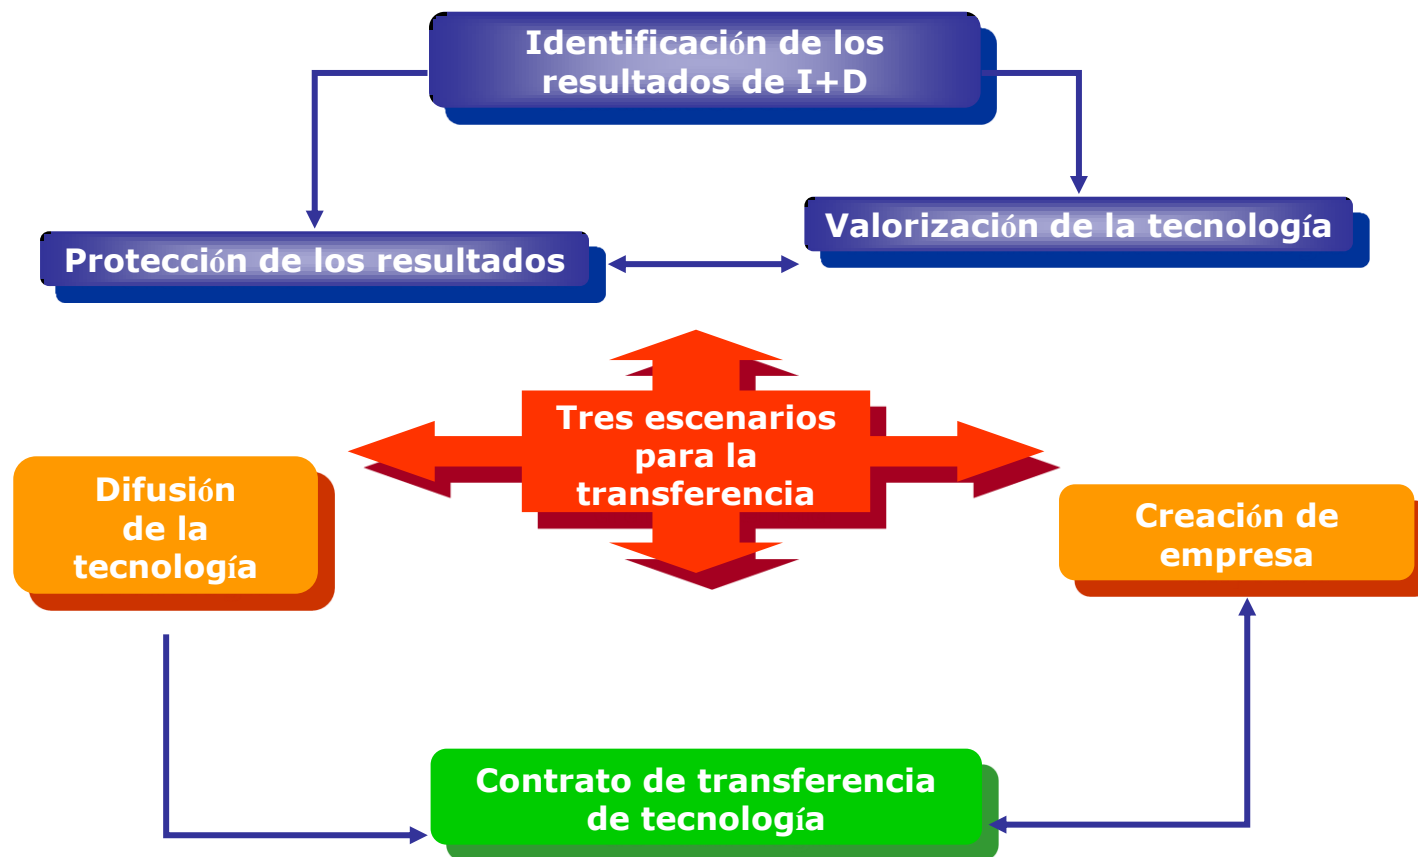 Identificación de los
resultados de I+D
Valorización de la tecnología
Protección de los resultados
Tres escenarios
para la
transferencia
Difusión
de la
tecnología
Creación de
empresa
Contrato de transferencia
de tecnología